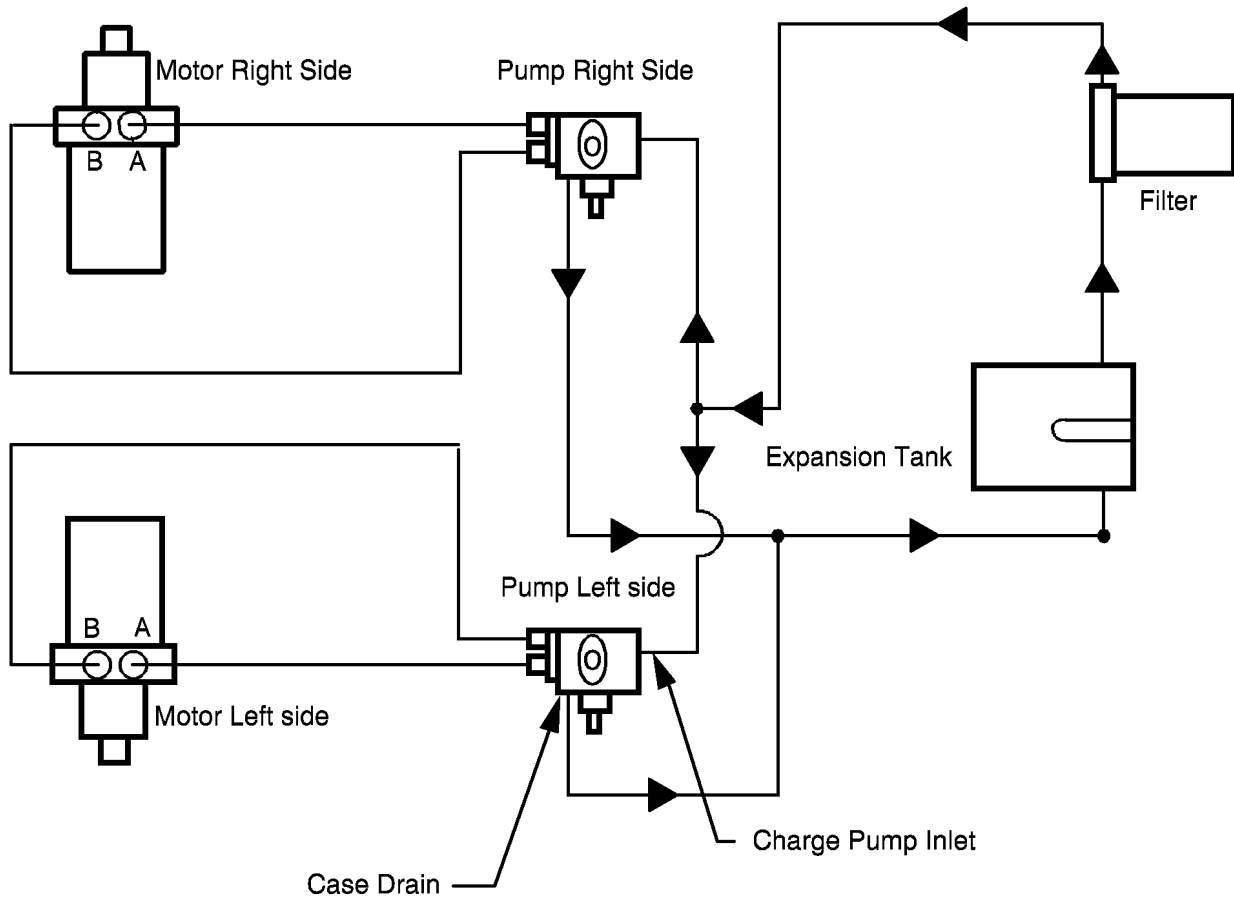 Motor Right Side
Pump Right Side
B A
Filter
Expansion Tank
Pump Left side
B A
Motor Left side
Charge Pump Inlet
Case Drain